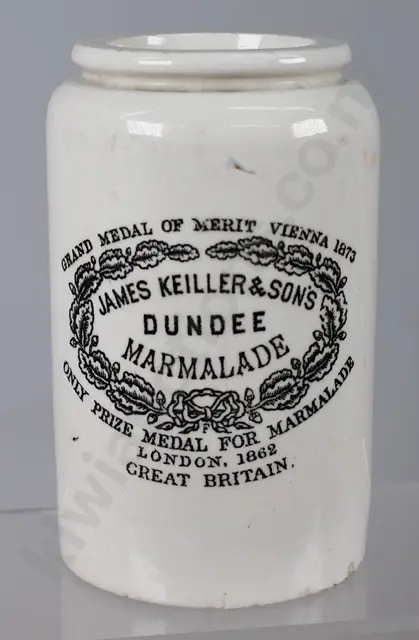 GRAND MEDAL OF MERIT VIENNA 1873
JAMES KEILLER & SON'S
DUNDEE
MARMALADE
F
ONLY PRIZE MEDAL FOR MARMALADE
LONDON, 1862
GREAT BRITAIN.